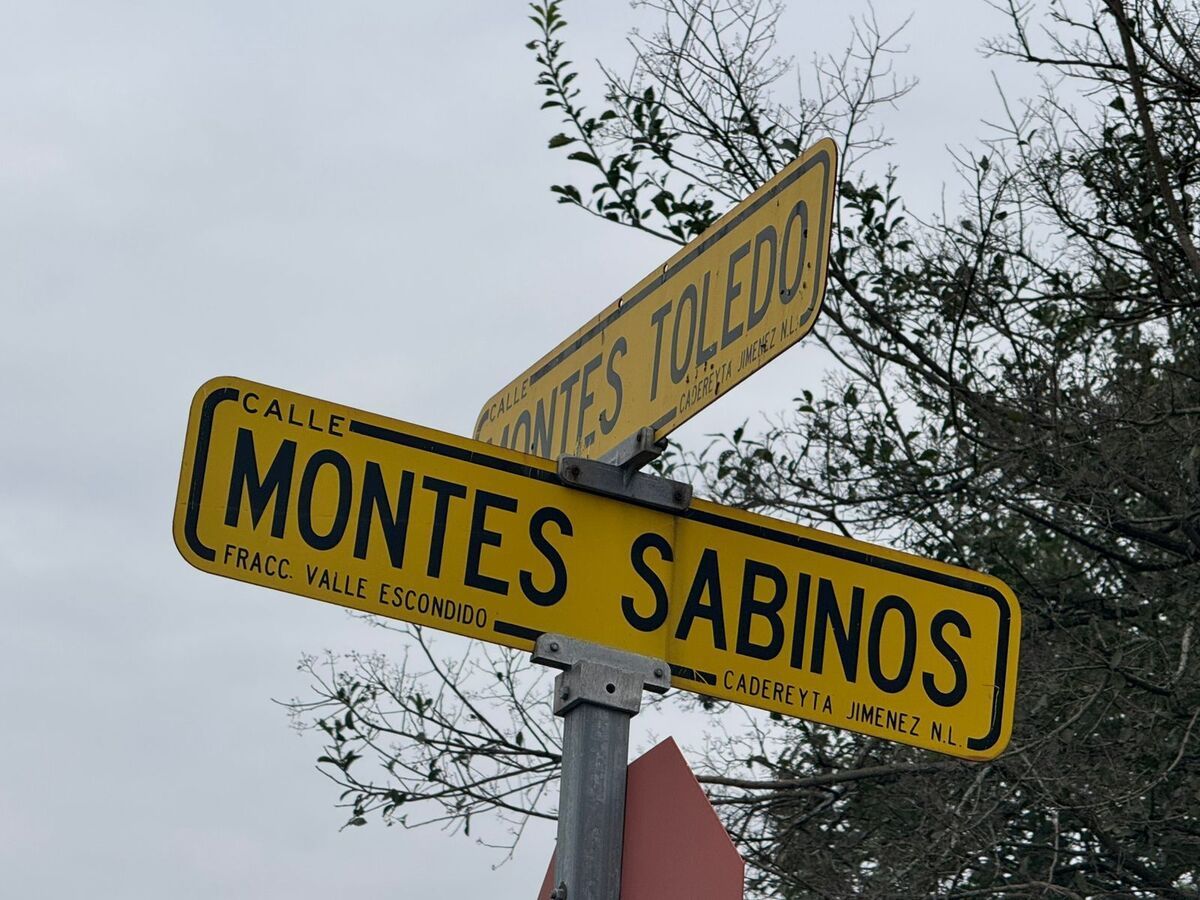 CALLE
MONTES TOLEDO
CADEREYTA JIMENEZ N.L.
CALLE
MONTES SABINOS
FRACC. VALLE ESCONDIDO
CADEREYTA JIMENEZ N.L.